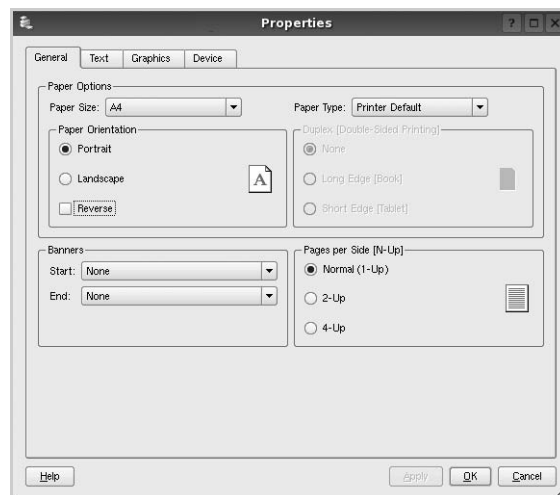 Properties
General Text Graphics Device
Paper Options
Paper Size: A4 Paper Type: Printer Default
Paper Orientation Duplex [Double-Sided Printing]
Portrait None
Landscape A Long Edge [Book]
Reverse Short Edge [Tablet]
Banners Pages per Side [N-Up]
Start: None Normal (1-Up)
End: None 2-Up
4-Up
Help Apply OK Cancel